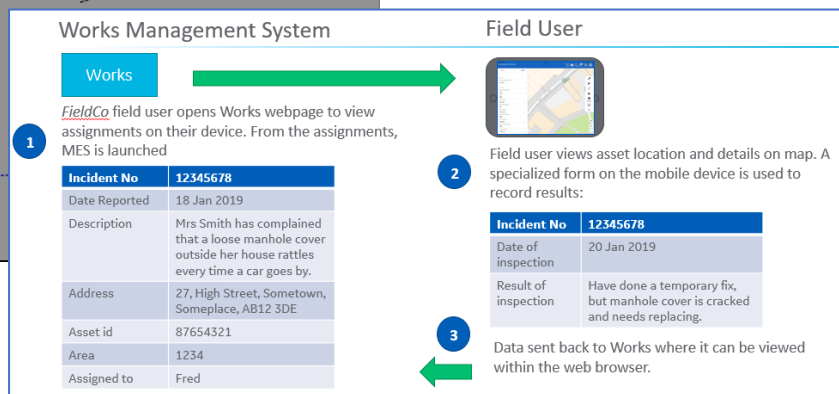 Works Management System
Works
FieldCo field user opens Works webpage to view
assignments on their device. From the assignments,
MES is launched
1
Incident No 12345678
Date Reported 18 Jan 2019
Description Mrs Smith has complained
that a loose manhole cover
outside her house rattles
every time a car goes by.
Address 27, High Street, Sometown,
Someplace, AB12 3DE
Asset id 87654321
Area 1234
Assigned to Fred
Field User
2
Field user views asset location and details on map. A
specialized form on the mobile device is used to
record results:
Incident No 12345678
Date of 20 Jan 2019
inspection
Result of Have done a temporary fix,
inspection but manhole cover is cracked
and needs replacing.
3
Data sent back to Works where it can be viewed
within the web browser.